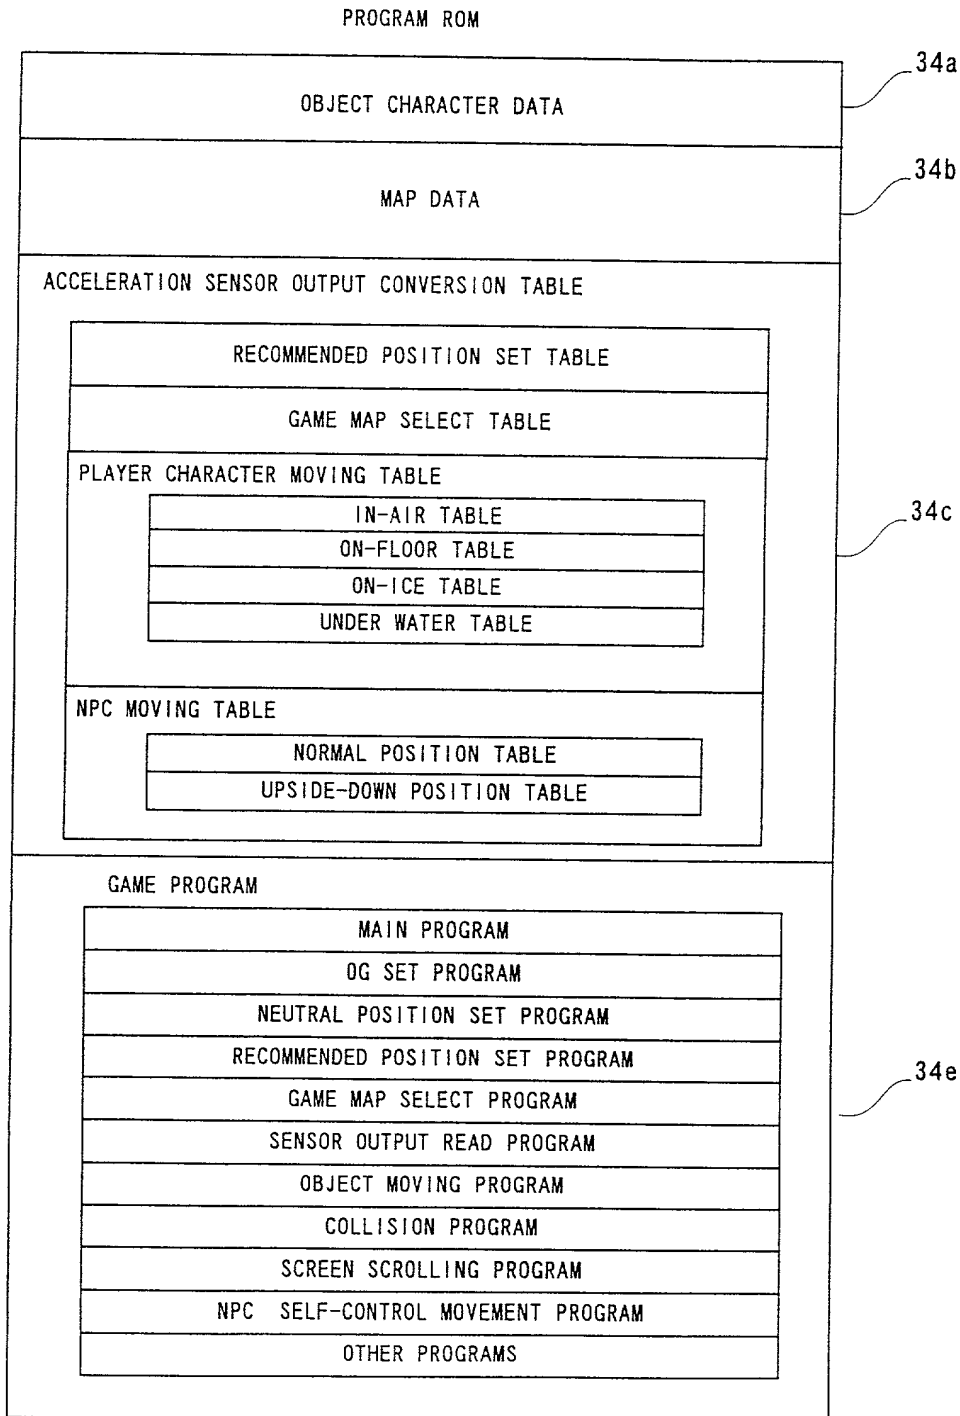 PROGRAM ROM
34a
OBJECT CHARACTER DATA
34b
MAP DATA
ACCELERATION SENSOR OUTPUT CONVERSION TABLE
RECOMMENDED POSITION SET TABLE
GAME MAP SELECT TABLE
PLAYER CHARACTER MOVING TABLE
34c
IN-AIR TABLE
ON-FLOOR TABLE
ON-ICE TABLE
UNDER WATER TABLE
NPC MOVING TABLE
NORMAL POSITION TABLE
UPSIDE-DOWN POSITION TABLE
GAME PROGRAM
MAIN PROGRAM
0G SET PROGRAM
NEUTRAL POSITION SET PROGRAM
RECOMMENDED POSITION SET PROGRAM
34e
GAME MAP SELECT PROGRAM
SENSOR OUTPUT READ PROGRAM
OBJECT MOVING PROGRAM
COLLISION PROGRAM
SCREEN SCROLLING PROGRAM
NPC SELF-CONTROL MOVEMENT PROGRAM
OTHER PROGRAMS